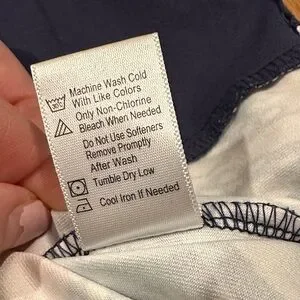 Machine Wash Cold
With Like Colors
Only Non-Chlorine
Bleach When Needed
Do Not Use Softeners
Remove Promptly
After Wash
Tumble Dry Low
Cool Iron If Needed